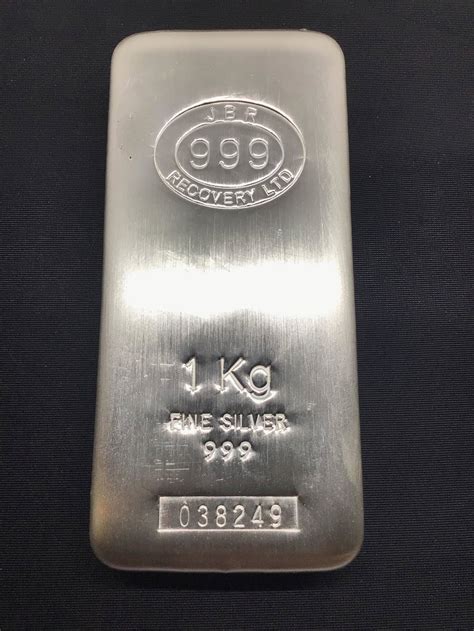 JBR
999
RECOVERY LTD
1 Kg
FINE SILVER
999
038249